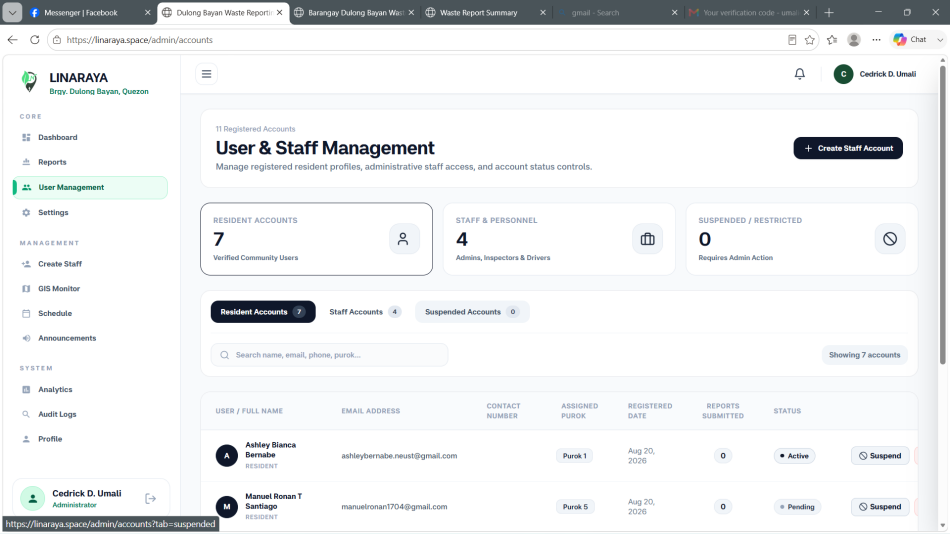 Messenger | Facebook
Dulong Bayan Waste Reportin
Barangay Dulong Bayan Wast
Waste Report Summary
gmail - Search
Your verification code - umali
https://linaraya.space/admin/accounts
Chat
LINARAYA
Brgy. Dulong Bayan, Quezon
CORE
Dashboard
Reports
User Management
Settings
MANAGEMENT
Create Staff
GIS Monitor
Schedule
Announcements
SYSTEM
Analytics
Audit Logs
Profile
Cedrick D. Umali
Administrator
https://linaraya.space/admin/accounts?tab=suspended
C
Cedrick D. Umali
11 Registered Accounts
User & Staff Management
Manage registered resident profiles, administrative staff access, and account status controls.
+ Create Staff Account
RESIDENT ACCOUNTS
7
Verified Community Users
STAFF & PERSONNEL
4
Admins, Inspectors & Drivers
SUSPENDED / RESTRICTED
0
Requires Admin Action
Resident Accounts 7
Staff Accounts 4
Suspended Accounts 0
Search name, email, phone, purok...
Showing 7 accounts
USER / FULL NAME
EMAIL ADDRESS
CONTACT
NUMBER
ASSIGNED
PUROK
REGISTERED
DATE
REPORTS
SUBMITTED
STATUS
A
Ashley Bianca
Bernabe
RESIDENT
ashleybernabe.neust@gmail.com
Purok 1
Aug 20,
2026
0
Active
Suspend
M
Manuel Ronan T
Santiago
RESIDENT
manuelronan1704@gmail.com
Purok 5
Aug 20,
2026
0
Pending
Suspend